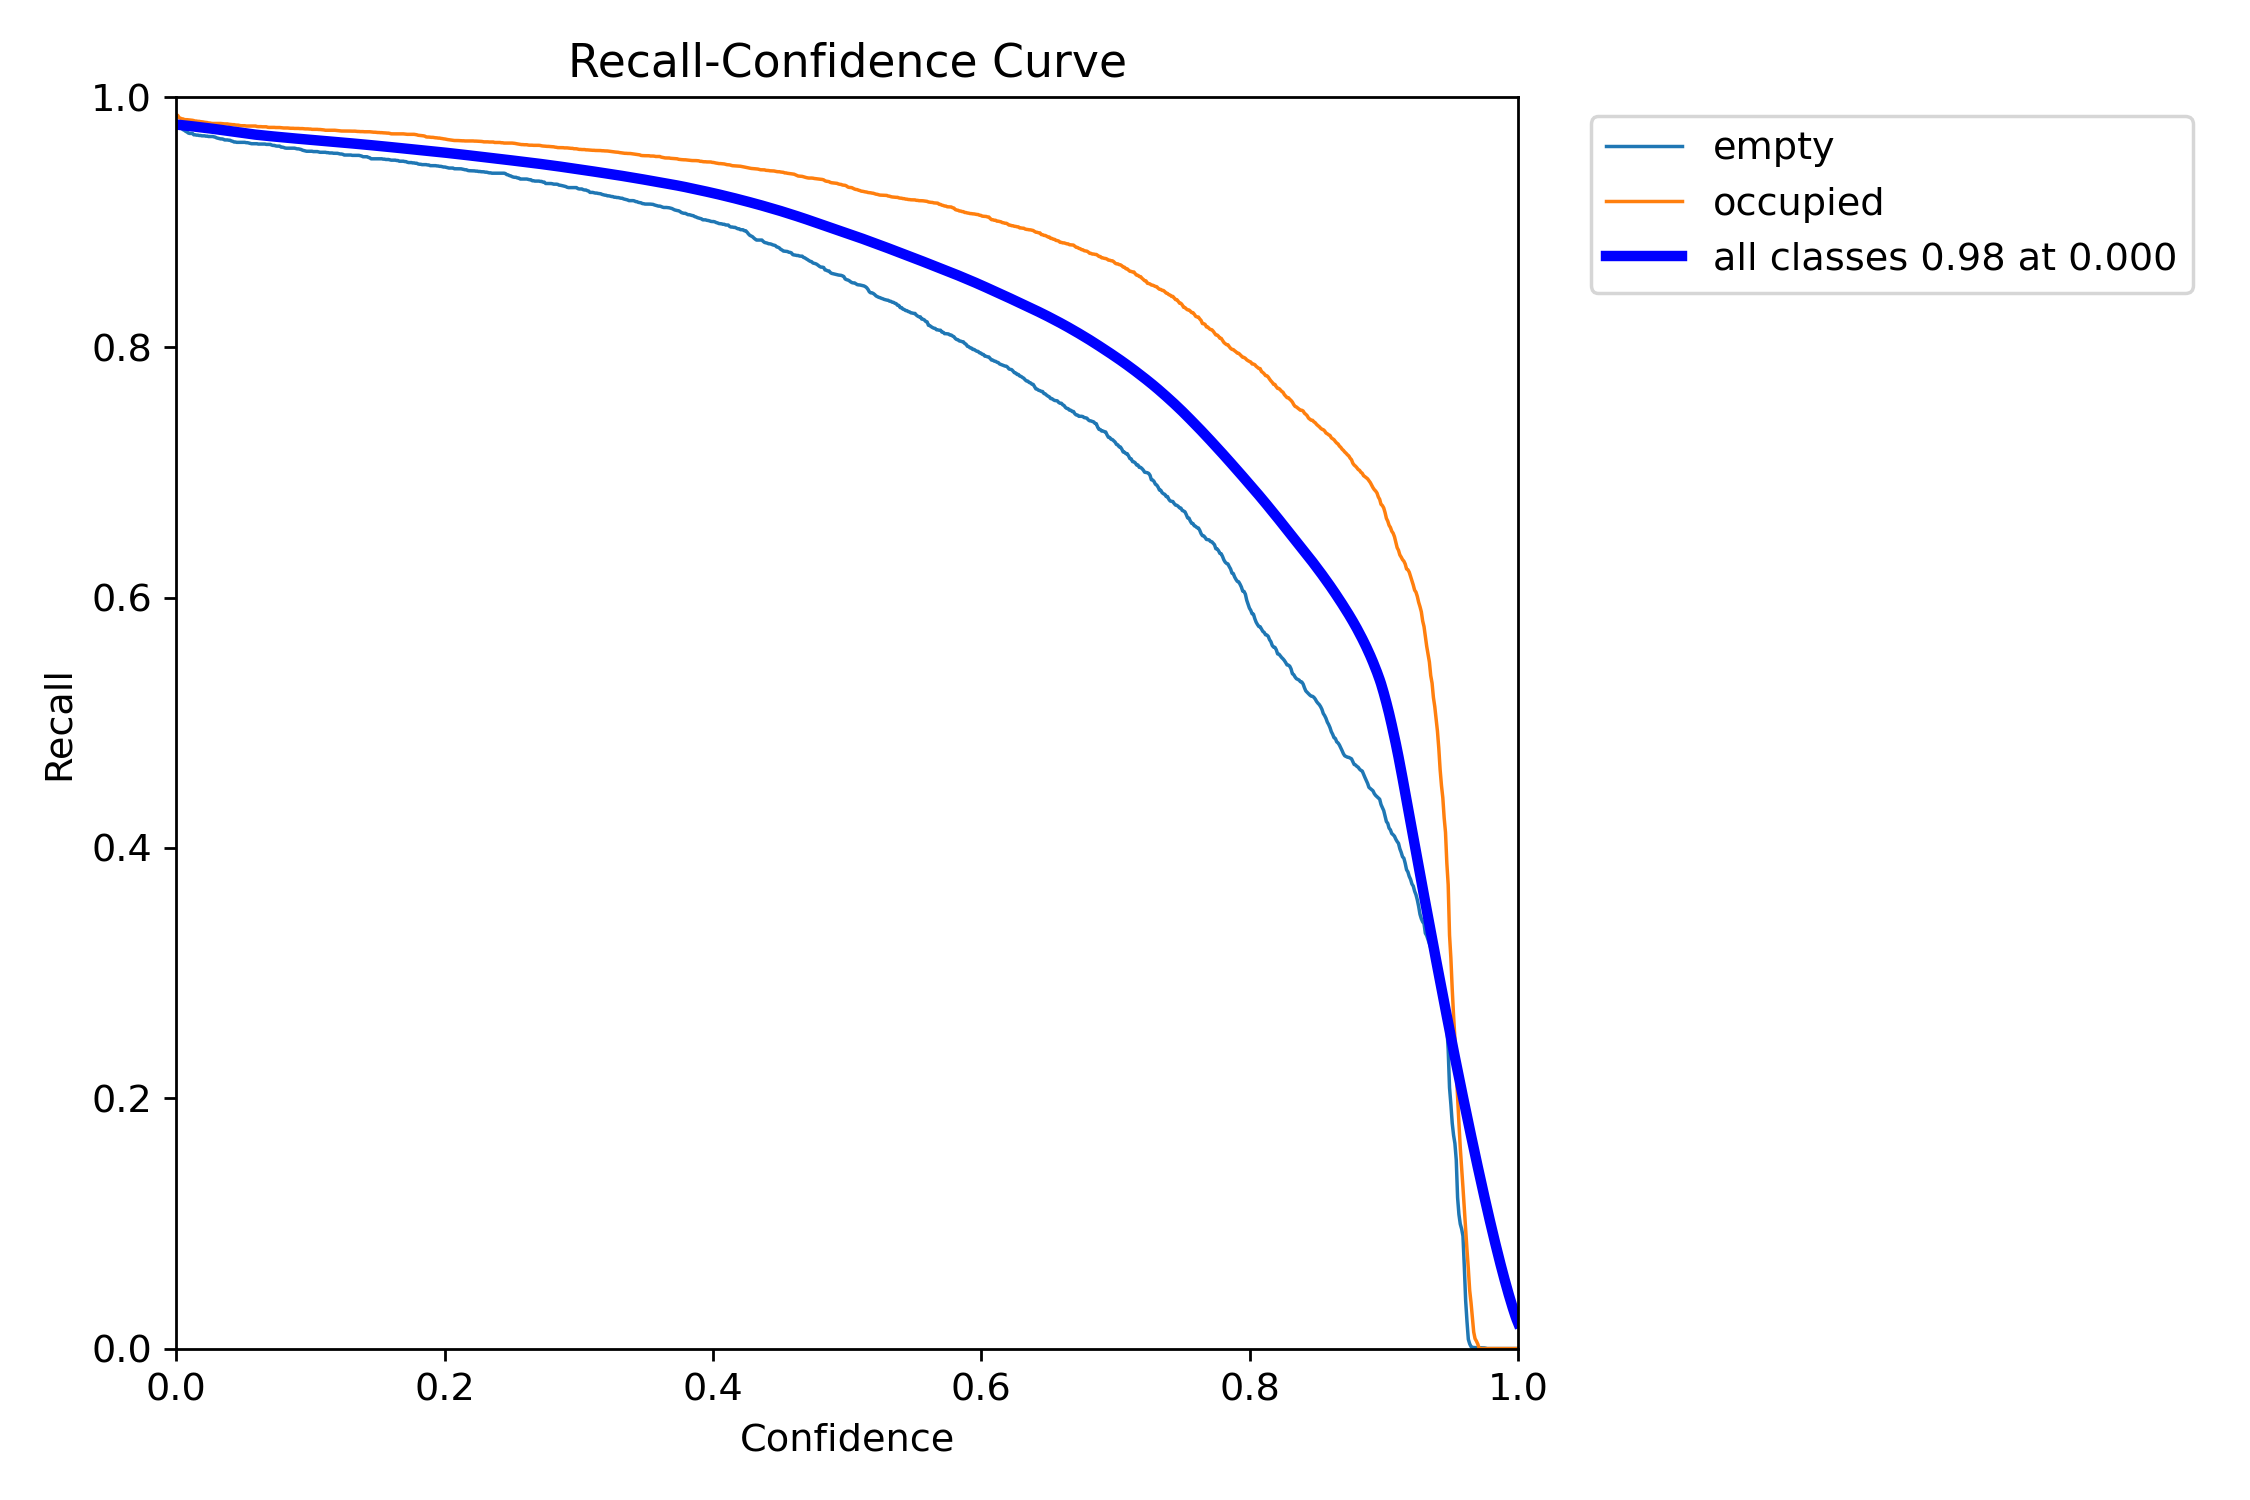 Recall-Confidence Curve
1.0
0.8
0.6
0.4
0.2
0.0
Recall
0.0 0.2 0.4 0.6 0.8 1.0
Confidence
empty
occupied
all classes 0.98 at 0.000